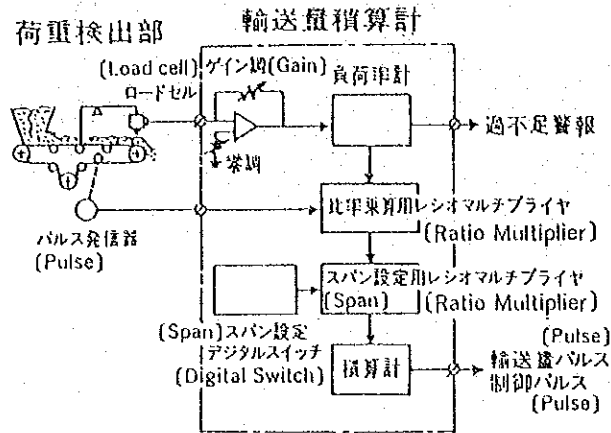 輸送量積算計
荷重検出部
(Load cell)
ロードセル
ゲイン調(Gain)
負荷率計
過不足警報
零調
比率乗算用レシオマルチプライヤ
(Ratio Multiplier)
パルス発信器
(Pulse)
スパン設定用レシオマルチプライヤ
(Span)
(Ratio Multiplier)
(Span)スパン設定
デジタルスイッチ
(Digital Switch)
積算計
(Pulse)
輸送量パルス
制御パルス
(Pulse)